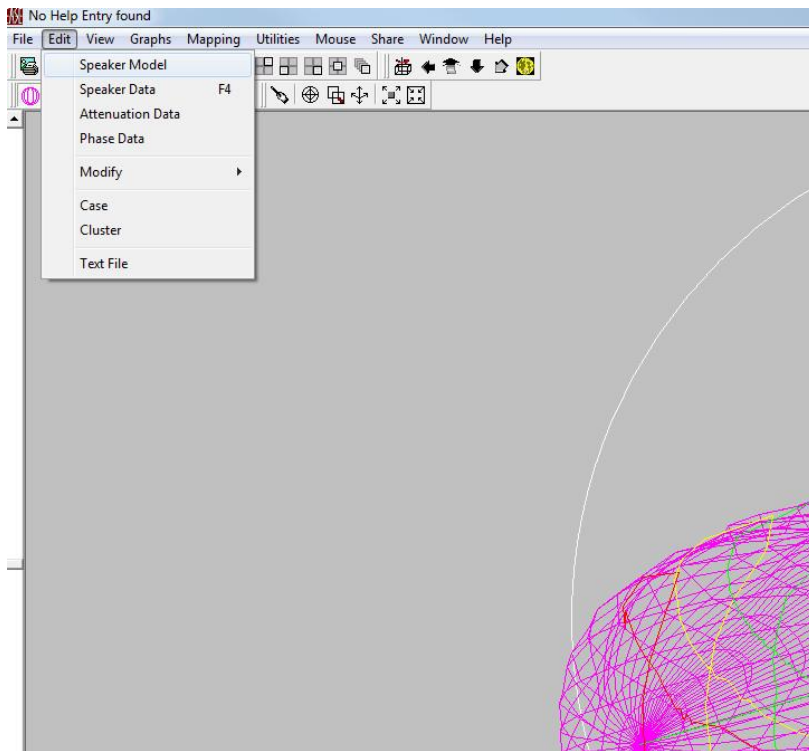 No Help Entry found
File Edit View Graphs Mapping Utilities Mouse Share Window Help
Speaker Model
Speaker Data F4
Attenuation Data
Phase Data
Modify
Case
Cluster
Text File